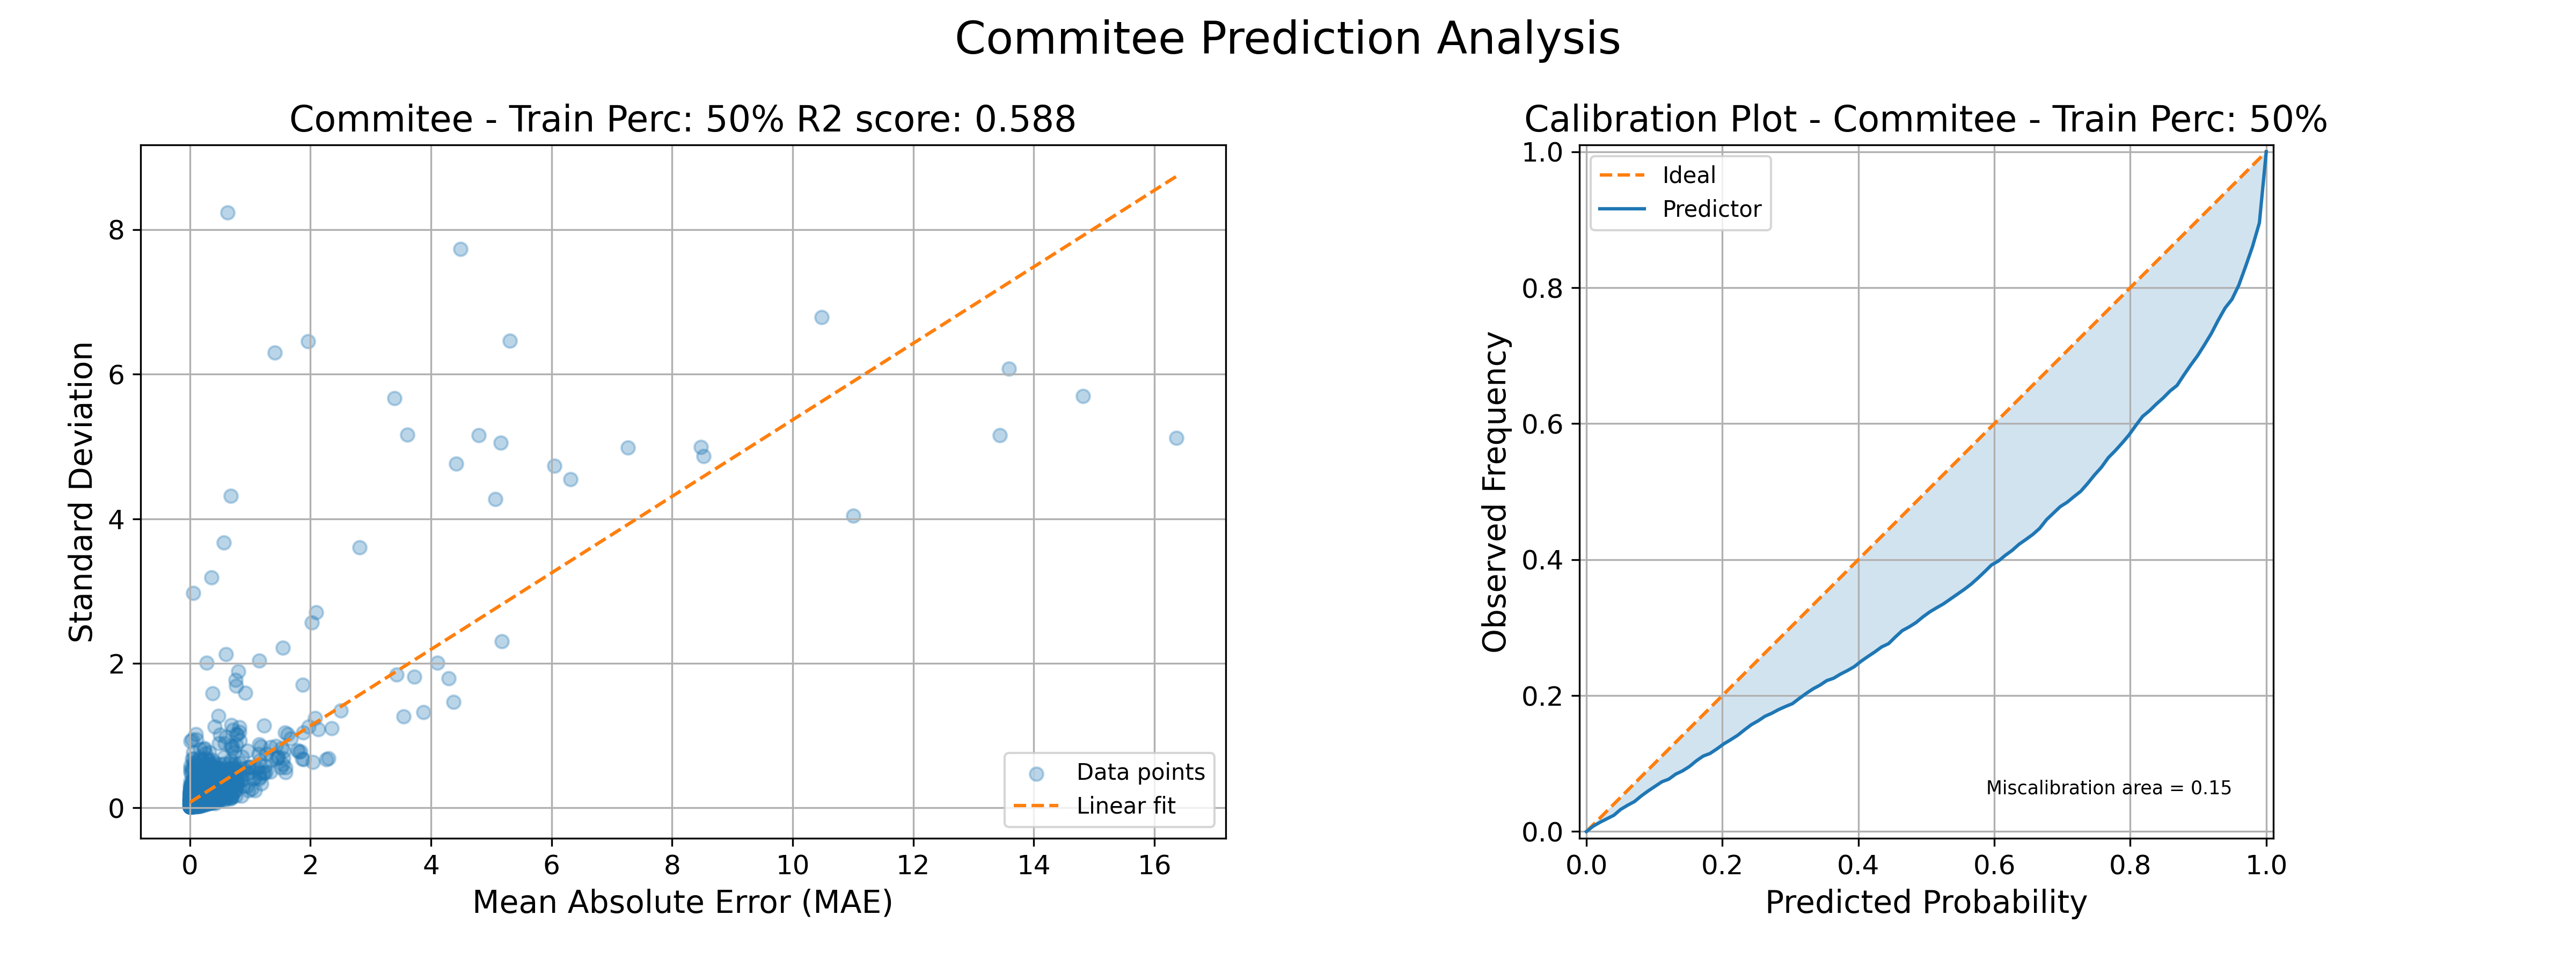 Commitee Prediction Analysis
Commitee - Train Perc: 50% R2 score: 0.588
8
6
4
2
0
Standard Deviation
Data points
Linear fit
0 2 4 6 8 10 12 14 16
Mean Absolute Error (MAE)
Calibration Plot - Commitee - Train Perc: 50%
1.0
0.8
0.6
0.4
0.2
0.0
Observed Frequency
Ideal
Predictor
Miscalibration area = 0.15
0.0 0.2 0.4 0.6 0.8 1.0
Predicted Probability